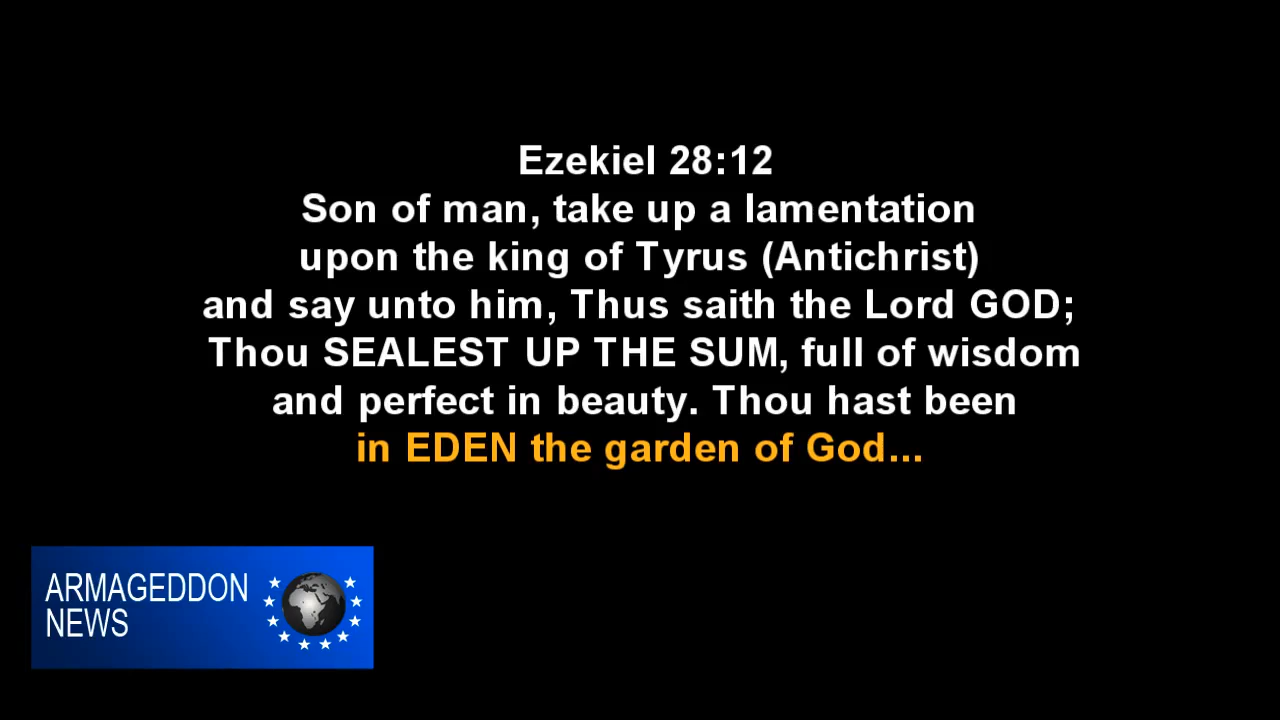 Ezekiel 28:12
Son of man, take up a lamentation
upon the king of Tyrus (Antichrist)
and say unto him, Thus saith the Lord GOD;
Thou SEALEST UP THE SUM, full of wisdom
and perfect in beauty. Thou hast been
in EDEN the garden of God...
ARMAGEDDON
NEWS